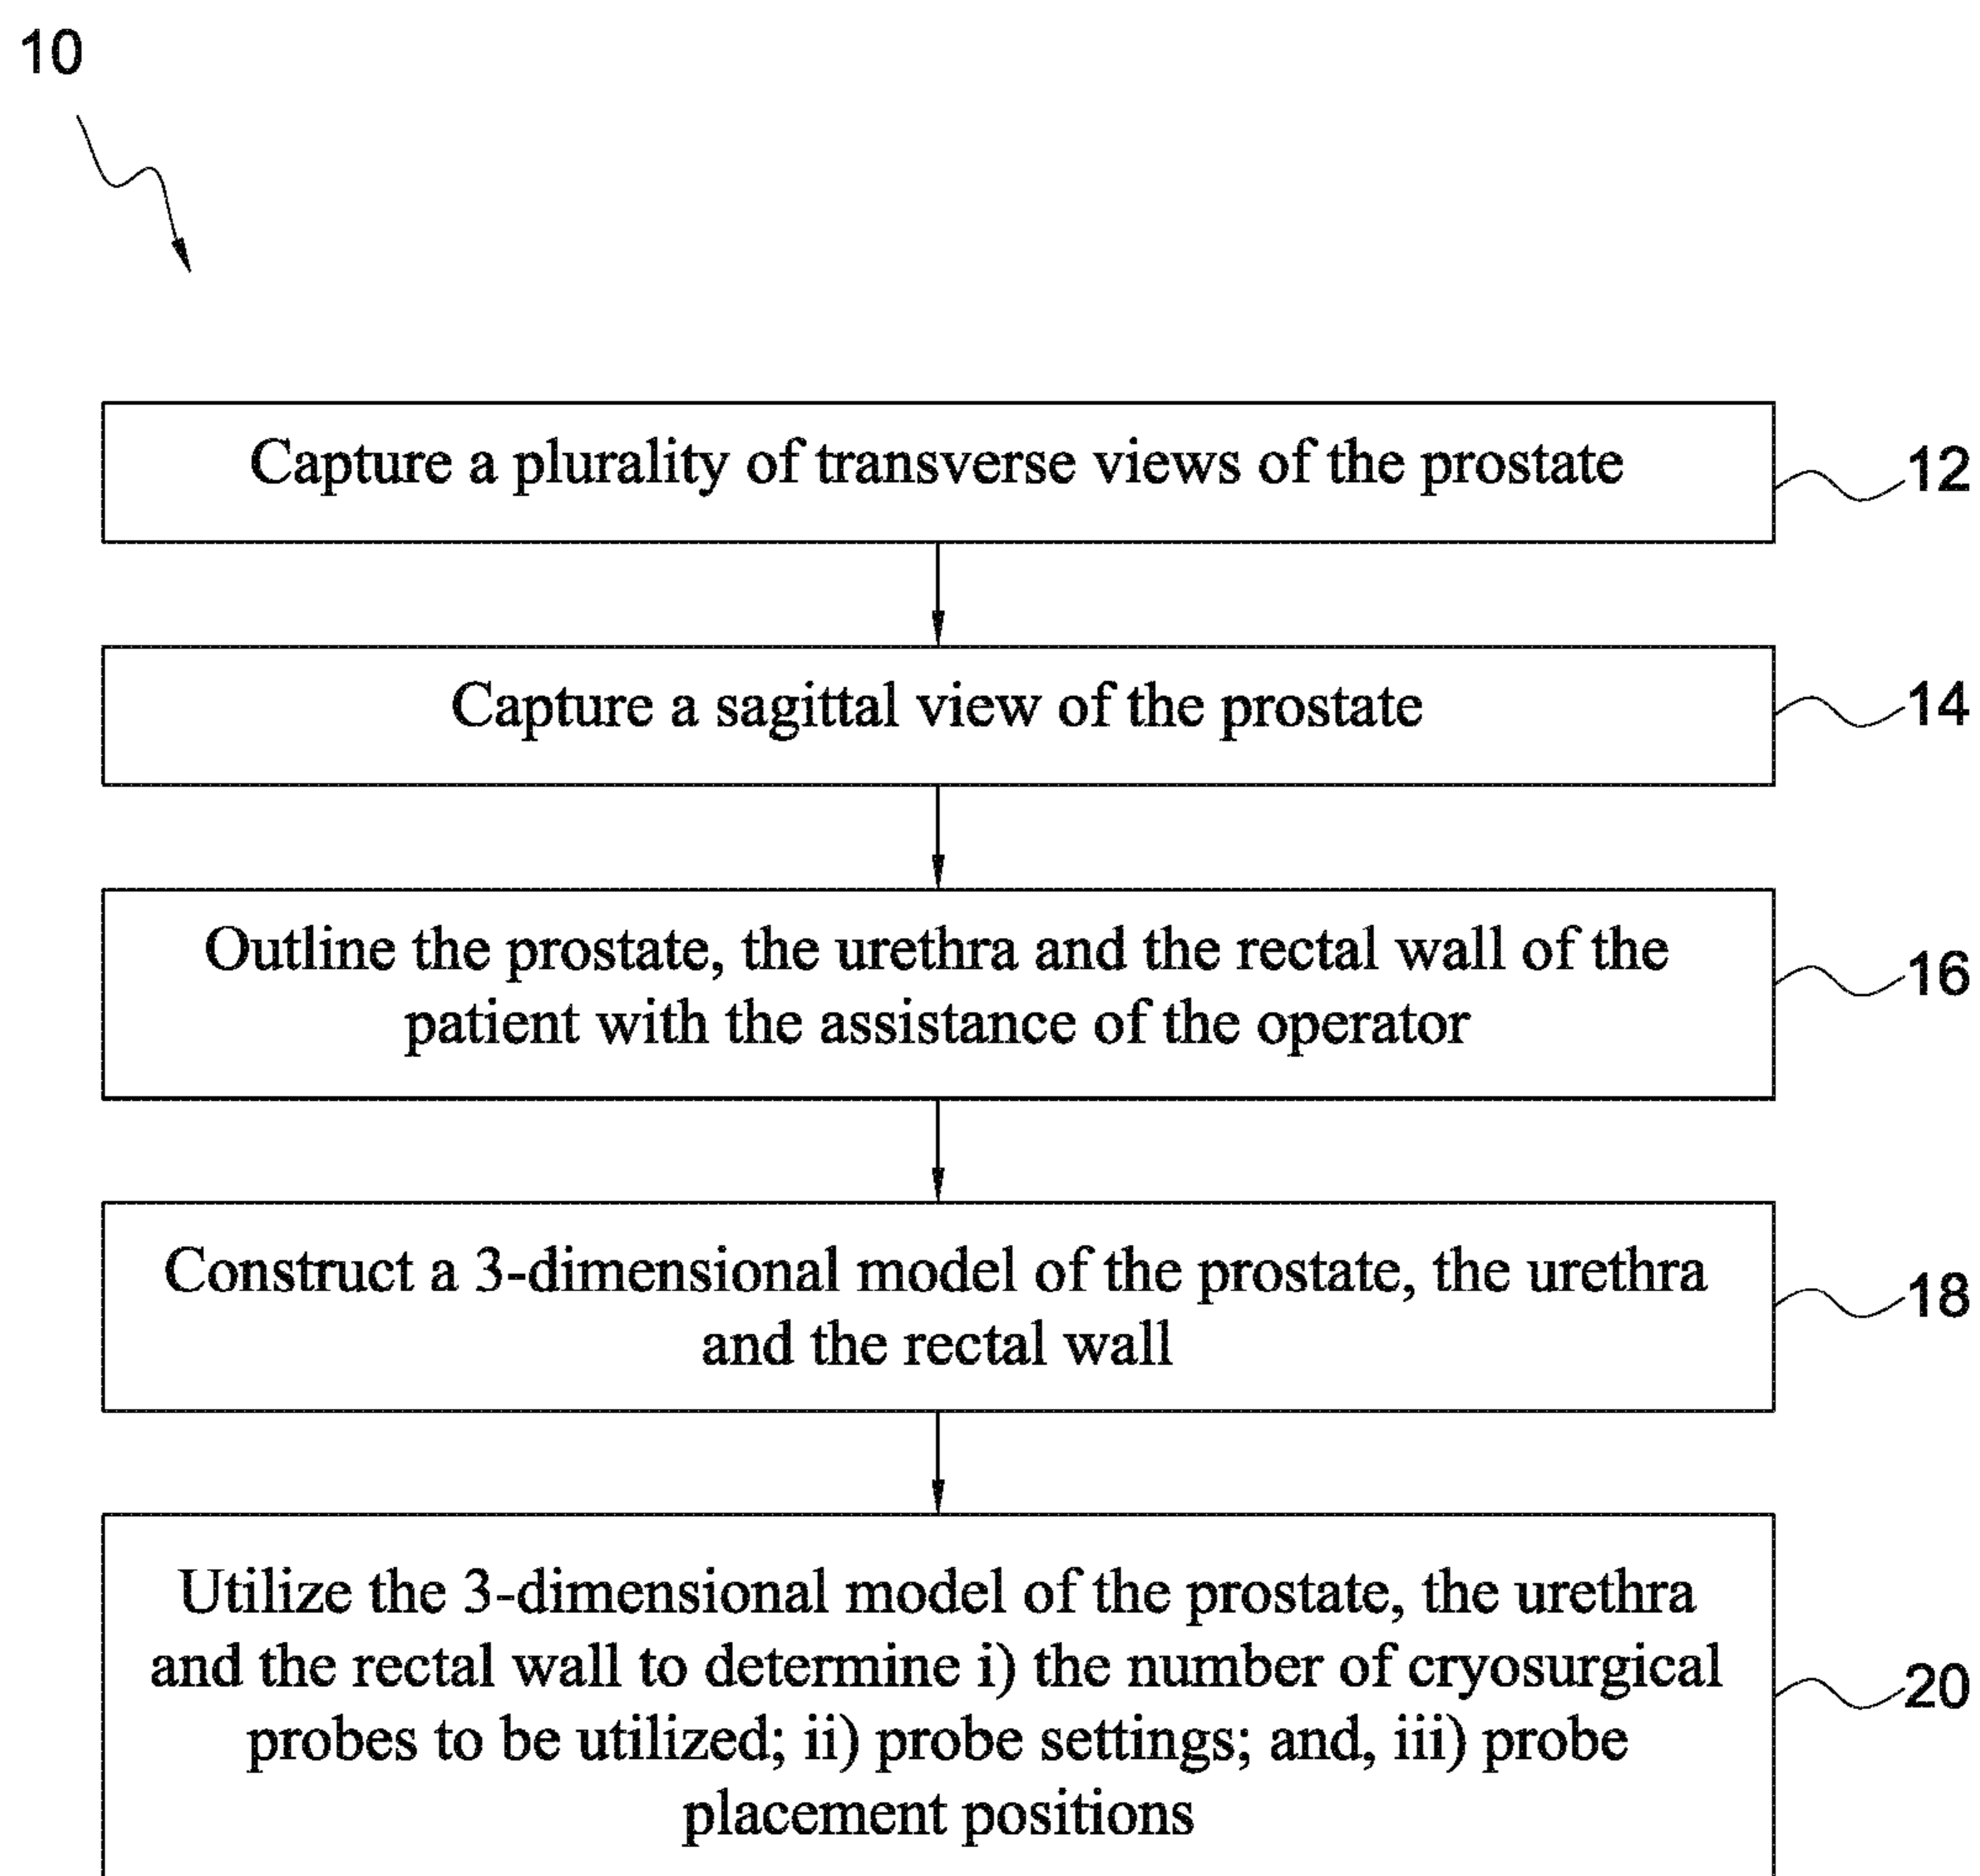 10
Capture a plurality of transverse views of the prostate
12
Capture a sagittal view of the prostate
14
Outline the prostate, the urethra and the rectal wall of the
patient with the assistance of the operator
16
Construct a 3-dimensional model of the prostate, the urethra
and the rectal wall
18
Utilize the 3-dimensional model of the prostate, the urethra
and the rectal wall to determine i) the number of cryosurgical
probes to be utilized; ii) probe settings; and, iii) probe
placement positions
20